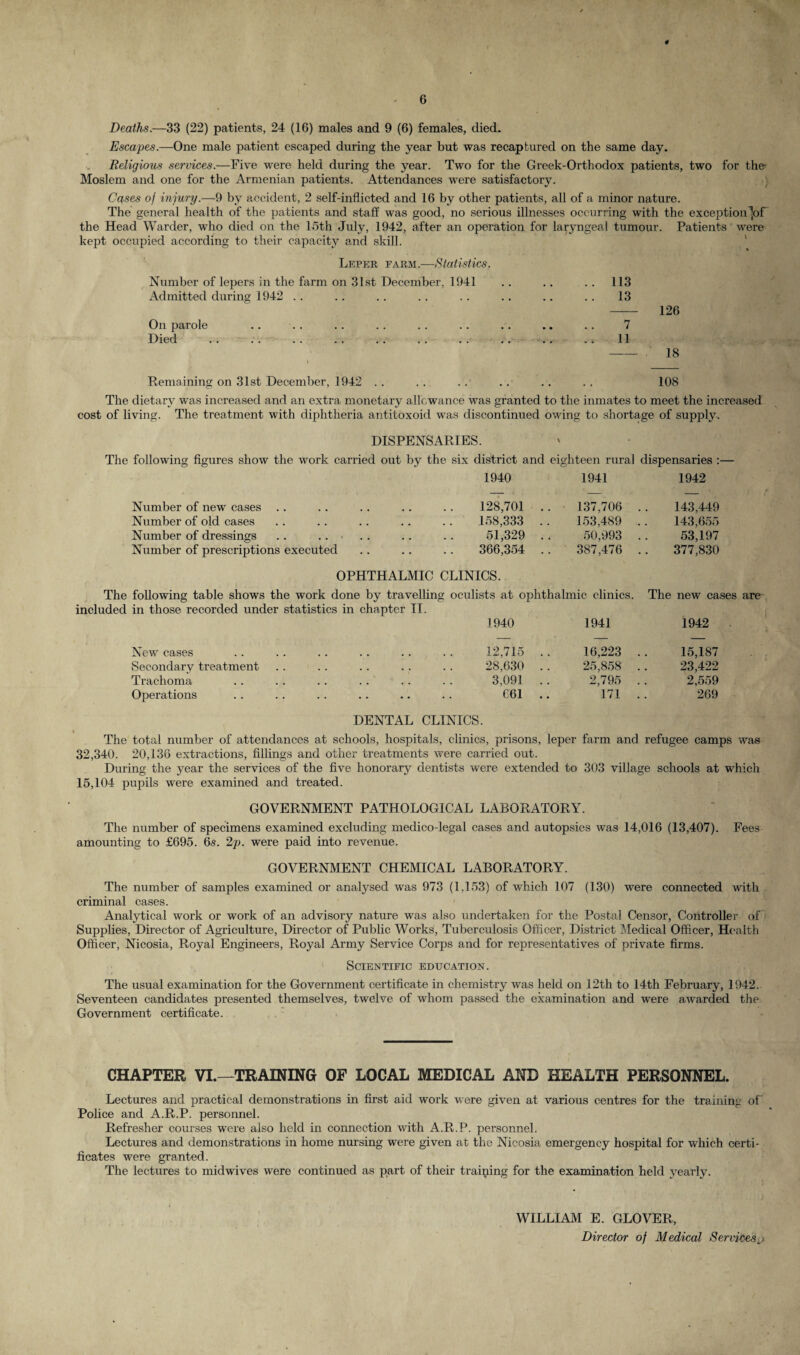 6
Deaths.—33 (22) patients, 24 (16) males and 9 (6) females, died.
Escapes.—One male patient escaped during the year but was recaptured on the same day.
Religious services.—Five were held during the year. Two for the Greek-Orthodox patients, two for the
Moslem and one for the Armenian patients. Attendances were satisfactory.
Cases of injury.—9 by accident, 2 self-inflicted and 16 by other patients, all of a minor nature.
The general health of the patients and staff was good, no serious illnesses occurring with the exception of
the Head Warder, who died on the 15th July, 1942, after an operation for laryngeal tumour. Patients were
kept occupied according to their capacity and skill.
LEPER FARM.—Statistics.
Number of lepers in the farm on 31st December, 1941 .. .. .. 113
Admitted during 1942 .. .. .. .. .. .. .. .. 13
126
On parole .. .. .. .. .. .. .. .. .. 7
Died .. .. .. .. .. .. .. .. .. .. 11
18
Remaining on 31st December, 1942 .. .. .. .. .. .. 108
The dietary was increased and an extra monetary allowance was granted to the inmates to meet the increased
cost of living. The treatment with diphtheria antitoxoid was discontinued owing to shortage of supply.
DISPENSARIES.
The following figures show the work carried out by the six district and eighteen rural dispensaries :—
1940 1941 1942
Number of new cases .. .. .. .. .. 128,701 .. 137,706 .. 143,449
Number of old cases .. .. .. .. .. 158,333 .. 153,489 .. 143,655
Number of dressings .. .. .. .. .. 51,329 .. 50,993 .. 53,197
Number of prescriptions executed .. .. .. 366,354 .. 387,476 .. 377,830
OPHTHALMIC CLINICS.
The following table shows the work done by travelling oculists at ophthalmic clinics. The new cases are
included in those recorded under statistics in chapter II.
1940 1941 1942
New cases .. .. .. .. .. .. 12,715 .. 16,223 .. 15,187
Secondary treatment .. .. .. .. .. 28,630 .. 25,858 .. 23,422
Trachoma .. .. .. .. .. .. 3,091 .. 2,795 .. 2,559
Operations .. .. .. .. .. .. 661 .. 171 .. 269
DENTAL CLINICS.
The total number of attendances at schools, hospitals, clinics, prisons, leper farm and refugee camps was
32,340. 20,136 extractions, fillings and other treatments were carried out.
During the year the services of the five honorary dentists were extended to 303 village schools at which
15,104 pupils were examined and treated.
GOVERNMENT PATHOLOGICAL LABORATORY.
The number of specimens examined excluding medico-legal cases and autopsies was 14,016 (13,407). Fees
amounting to £695. 6s. 2p. were paid into revenue.
GOVERNMENT CHEMICAL LABORATORY.
The number of samples examined or analysed was 973 (1,153) of which 107 (130) were connected with
criminal cases.
Analytical work or work of an advisory nature was also undertaken for the Postal Censor, Controller of
Supplies, Director of Agriculture, Director of Public Works, Tuberculosis Officer, District Medical Officer, Health
Officer, Nicosia, Royal Engineers, Royal Army Service Corps and for representatives of private firms.
SCIENTIFIC EDUCATION.
The usual examination for the Government certificate in chemistry was held on 12th to 14th February, 1942.
Seventeen candidates presented themselves, twelve of whom passed the examination and were awarded the
Government certificate.
CHAPTER VI.—TRAINING OF LOCAL MEDICAL AND HEALTH PERSONNEL.
Lectures and practical demonstrations in first aid work were given at various centres for the training of
Police and A.R.P. personnel.
Refresher courses were also held in connection with A.R.P. personnel.
Lectures and demonstrations in home nursing were given at the Nicosia emergency hospital for which certi-
ficates were granted.
The lectures to midwives were continued as part of their training for the examination held yearly.
WILLIAM E. GLOVER,
Director of Medical Services.